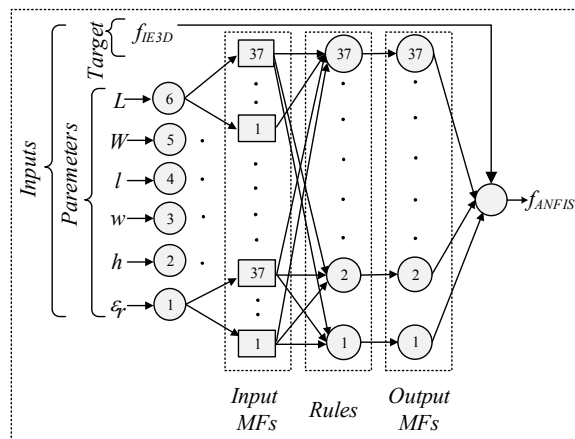 Inputs
Target
Paremeters
f_IE3D
L
W
l
w
h
ε_r
6
5
4
3
2
1
37
1
37
1
37
2
1
37
2
1
f_ANFIS
Input
MFs
Rules
Output
MFs